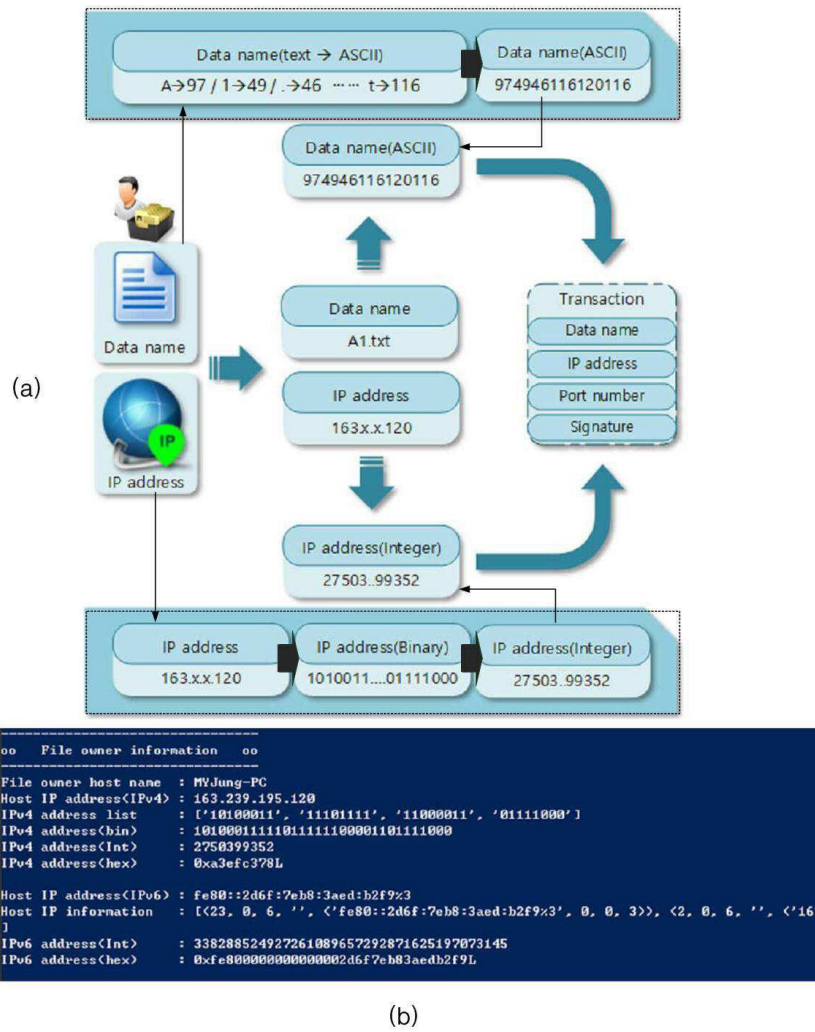 Data name(text → ASCII)
A→97 / 1→49 / .→46 ...... t→116
Data name(ASCII)
974946116120116
Data name(ASCII)
974946116120116
Data name
Data name
A1.txt
(a)
IP address
163.x.x.120
IP
IP address
Transaction
Data name
IP address
Port number
Signature
IP address(Integer)
27503..99352
IP address
163.x.x.120
IP address(Binary)
1010011....01111000
IP address(Integer)
27503..99352
oo File owner information oo
File owner host name : MYJung-PC
Host IP address(IPv4) : 163.239.195.120
IPv4 address list : ['10100011', '11101111', '11000011', '01111000']
IPv4 address(bin) : 10100011111011111100001101111000
IPv4 address(Int) : 2750399352
IPv4 address(hex) : 0xa3efc378L
Host IP address(IPv6) : fe80::2d6f:7eb8:3aed:b2f9%3
Host IP information : [(23, 0, 6, '', ('fe80::2d6f:7eb8:3aed:b2f9%3', 0, 0, 3)), (2, 0, 6, '', ('16
]
IPv6 address(Int) : 338288524927261089657292871625197073145
IPv6 address(hex) : 0xfe800000000000002d6f7eb83aedb2f9L
(b)